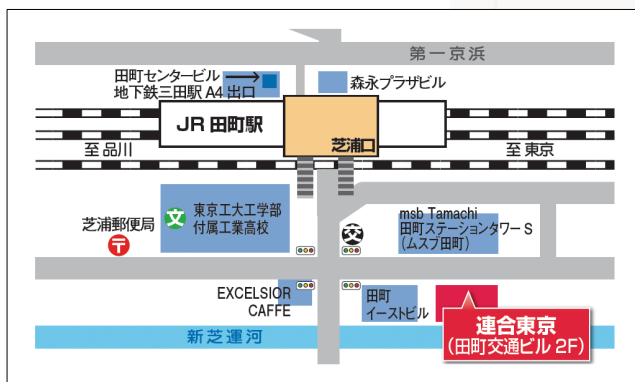 第一京浜
田町センタービル
地下鉄三田駅 A4 出口
森永プラザビル
JR 田町駅
芝浦口
至品川
至東京
芝浦郵便局
文
東京工大工学部
付属工業高校
交
msb Tamachi
田町ステーションタワー S
(ムスブ田町)
EXCELSIOR
CAFFE
田町
イーストビル
新芝運河
連合東京
(田町交通ビル 2F)